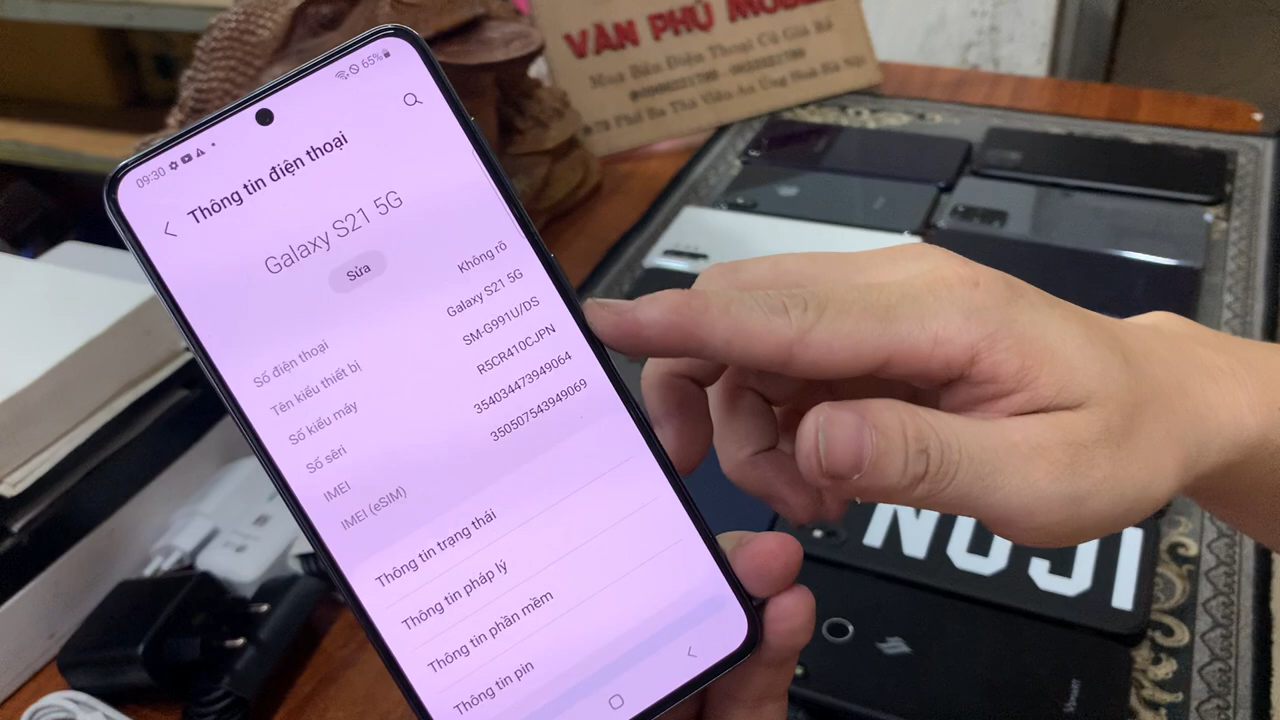 VĂN PHÚ MOBILE
Mua Bán Điện Thoại Cũ Giá Rẻ
09:30
65%
Thông tin điện thoại
Galaxy S21 5G
Sửa
Số điện thoại Không rõ
Tên kiểu thiết bị Galaxy S21 5G
Số kiểu máy SM-G991U/DS
Số sêri R5CR410CJPN
IMEI 354034473949064
IMEI (eSIM) 350507543949069
Thông tin trạng thái
Thông tin pháp lý
Thông tin phần mềm
Thông tin pin
Vsmart